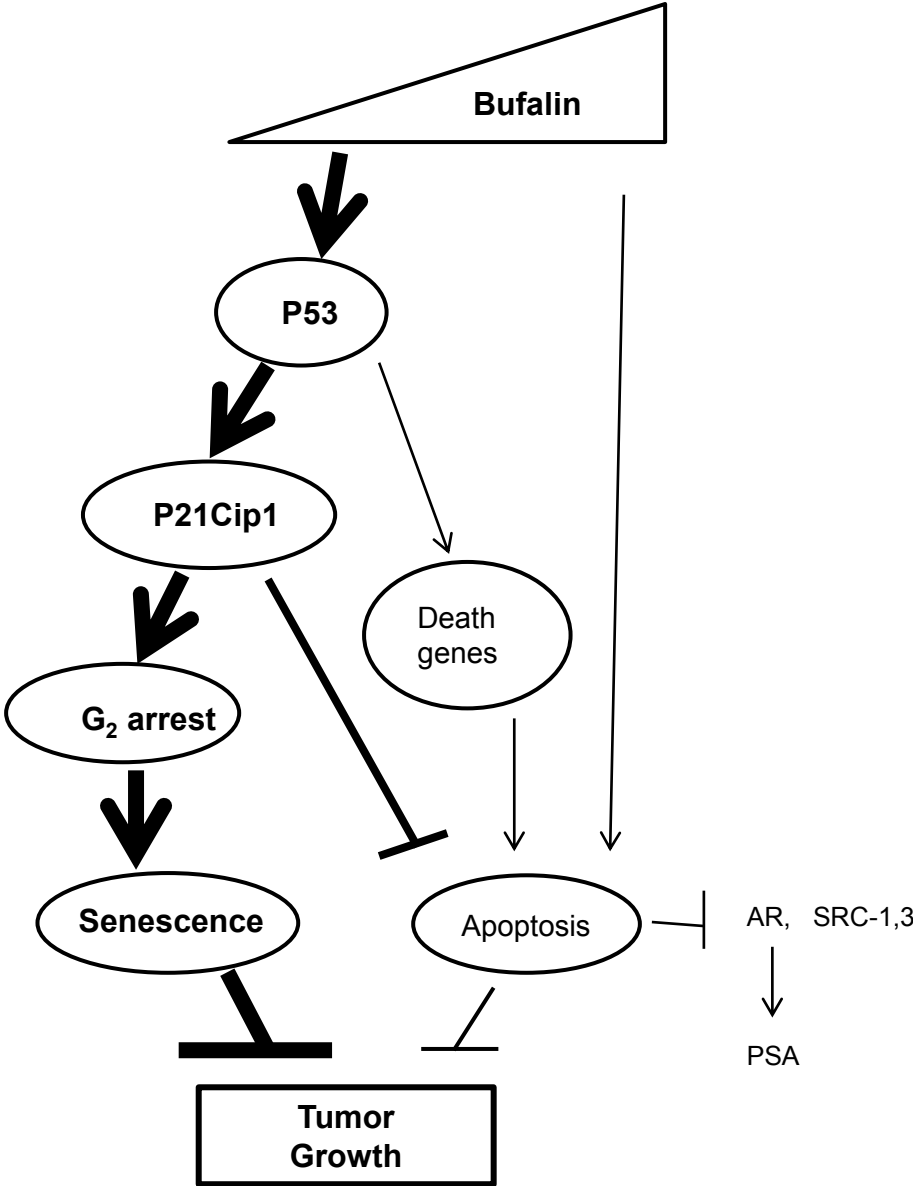 Bufalin
P53
P21Cip1
Death
genes
G₂ arrest
Senescence
Apoptosis
AR, SRC-1,3
PSA
Tumor
Growth